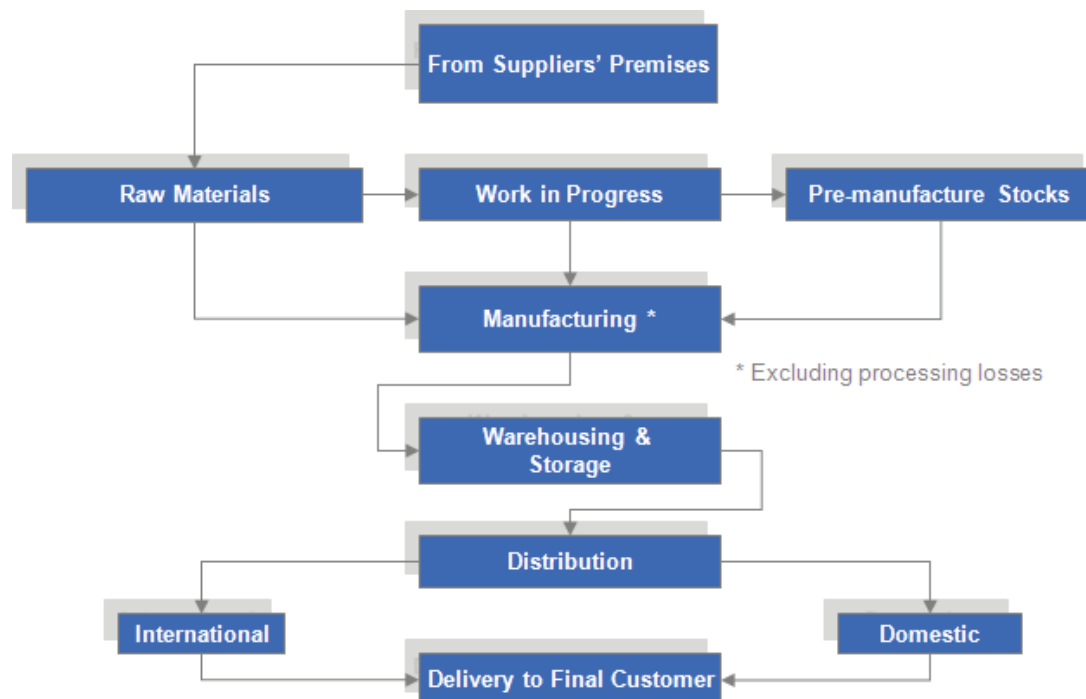 From Suppliers’ Premises
Raw Materials
Work in Progress
Pre-manufacture Stocks
Manufacturing *
* Excluding processing losses
Warehousing &
Storage
Distribution
International
Domestic
Delivery to Final Customer